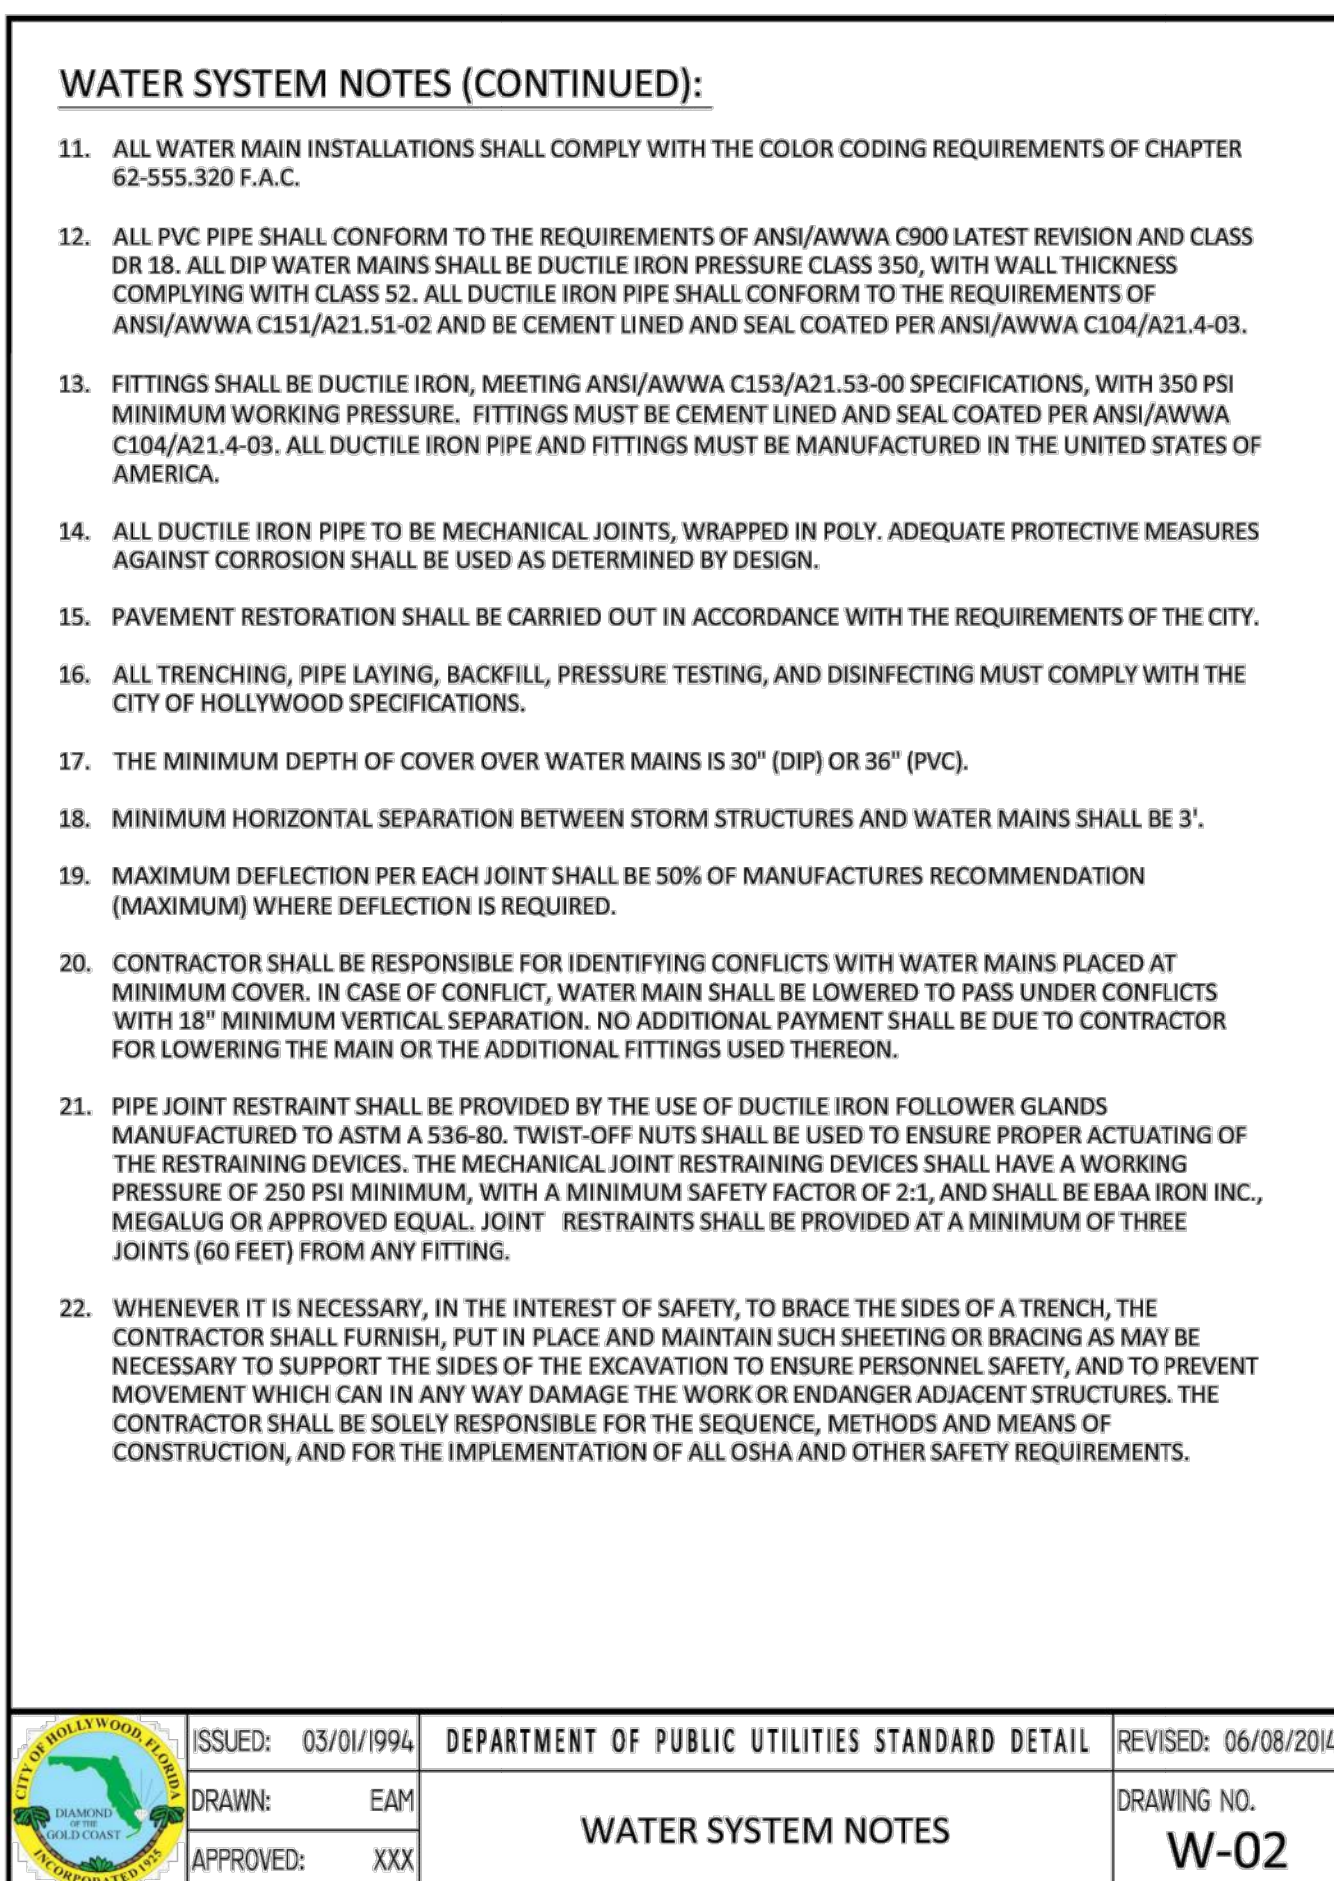 WATER SYSTEM NOTES (CONTINUED):
11. ALL WATER MAIN INSTALLATIONS SHALL COMPLY WITH THE COLOR CODING REQUIREMENTS OF CHAPTER
62-555.320 F.A.C.
12. ALL PVC PIPE SHALL CONFORM TO THE REQUIREMENTS OF ANSI/AWWA C900 LATEST REVISION AND CLASS
DR 18. ALL DIP WATER MAINS SHALL BE DUCTILE IRON PRESSURE CLASS 350, WITH WALL THICKNESS
COMPLYING WITH CLASS 52. ALL DUCTILE IRON PIPE SHALL CONFORM TO THE REQUIREMENTS OF
ANSI/AWWA C151/A21.51-02 AND BE CEMENT LINED AND SEAL COATED PER ANSI/AWWA C104/A21.4-03.
13. FITTINGS SHALL BE DUCTILE IRON, MEETING ANSI/AWWA C153/A21.53-00 SPECIFICATIONS, WITH 350 PSI
MINIMUM WORKING PRESSURE. FITTINGS MUST BE CEMENT LINED AND SEAL COATED PER ANSI/AWWA
C104/A21.4-03. ALL DUCTILE IRON PIPE AND FITTINGS MUST BE MANUFACTURED IN THE UNITED STATES OF
AMERICA.
14. ALL DUCTILE IRON PIPE TO BE MECHANICAL JOINTS, WRAPPED IN POLY. ADEQUATE PROTECTIVE MEASURES
AGAINST CORROSION SHALL BE USED AS DETERMINED BY DESIGN.
15. PAVEMENT RESTORATION SHALL BE CARRIED OUT IN ACCORDANCE WITH THE REQUIREMENTS OF THE CITY.
16. ALL TRENCHING, PIPE LAYING, BACKFILL, PRESSURE TESTING, AND DISINFECTING MUST COMPLY WITH THE
CITY OF HOLLYWOOD SPECIFICATIONS.
17. THE MINIMUM DEPTH OF COVER OVER WATER MAINS IS 30" (DIP) OR 36" (PVC).
18. MINIMUM HORIZONTAL SEPARATION BETWEEN STORM STRUCTURES AND WATER MAINS SHALL BE 3'.
19. MAXIMUM DEFLECTION PER EACH JOINT SHALL BE 50% OF MANUFACTURES RECOMMENDATION
(MAXIMUM) WHERE DEFLECTION IS REQUIRED.
20. CONTRACTOR SHALL BE RESPONSIBLE FOR IDENTIFYING CONFLICTS WITH WATER MAINS PLACED AT
MINIMUM COVER. IN CASE OF CONFLICT, WATER MAIN SHALL BE LOWERED TO PASS UNDER CONFLICTS
WITH 18" MINIMUM VERTICAL SEPARATION. NO ADDITIONAL PAYMENT SHALL BE DUE TO CONTRACTOR
FOR LOWERING THE MAIN OR THE ADDITIONAL FITTINGS USED THEREON.
21. PIPE JOINT RESTRAINT SHALL BE PROVIDED BY THE USE OF DUCTILE IRON FOLLOWER GLANDS
MANUFACTURED TO ASTM A 536-80. TWIST-OFF NUTS SHALL BE USED TO ENSURE PROPER ACTUATING OF
THE RESTRAINING DEVICES. THE MECHANICAL JOINT RESTRAINING DEVICES SHALL HAVE A WORKING
PRESSURE OF 250 PSI MINIMUM, WITH A MINIMUM SAFETY FACTOR OF 2:1, AND SHALL BE EBAA IRON INC.,
MEGALUG OR APPROVED EQUAL. JOINT RESTRAINTS SHALL BE PROVIDED AT A MINIMUM OF THREE
JOINTS (60 FEET) FROM ANY FITTING.
22. WHENEVER IT IS NECESSARY, IN THE INTEREST OF SAFETY, TO BRACE THE SIDES OF A TRENCH, THE
CONTRACTOR SHALL FURNISH, PUT IN PLACE AND MAINTAIN SUCH SHEETING OR BRACING AS MAY BE
NECESSARY TO SUPPORT THE SIDES OF THE EXCAVATION TO ENSURE PERSONNEL SAFETY, AND TO PREVENT
MOVEMENT WHICH CAN IN ANY WAY DAMAGE THE WORK OR ENDANGER ADJACENT STRUCTURES. THE
CONTRACTOR SHALL BE SOLELY RESPONSIBLE FOR THE SEQUENCE, METHODS AND MEANS OF
CONSTRUCTION, AND FOR THE IMPLEMENTATION OF ALL OSHA AND OTHER SAFETY REQUIREMENTS.
CITY OF HOLLYWOOD, FLORIDA
DIAMOND
OF THE
GOLD COAST
INCORPORATED 1925
ISSUED: 03/01/1994
DRAWN: EAM
APPROVED: XXX
DEPARTMENT OF PUBLIC UTILITIES STANDARD DETAIL
WATER SYSTEM NOTES
REVISED: 06/08/2014
DRAWING NO.
W-02